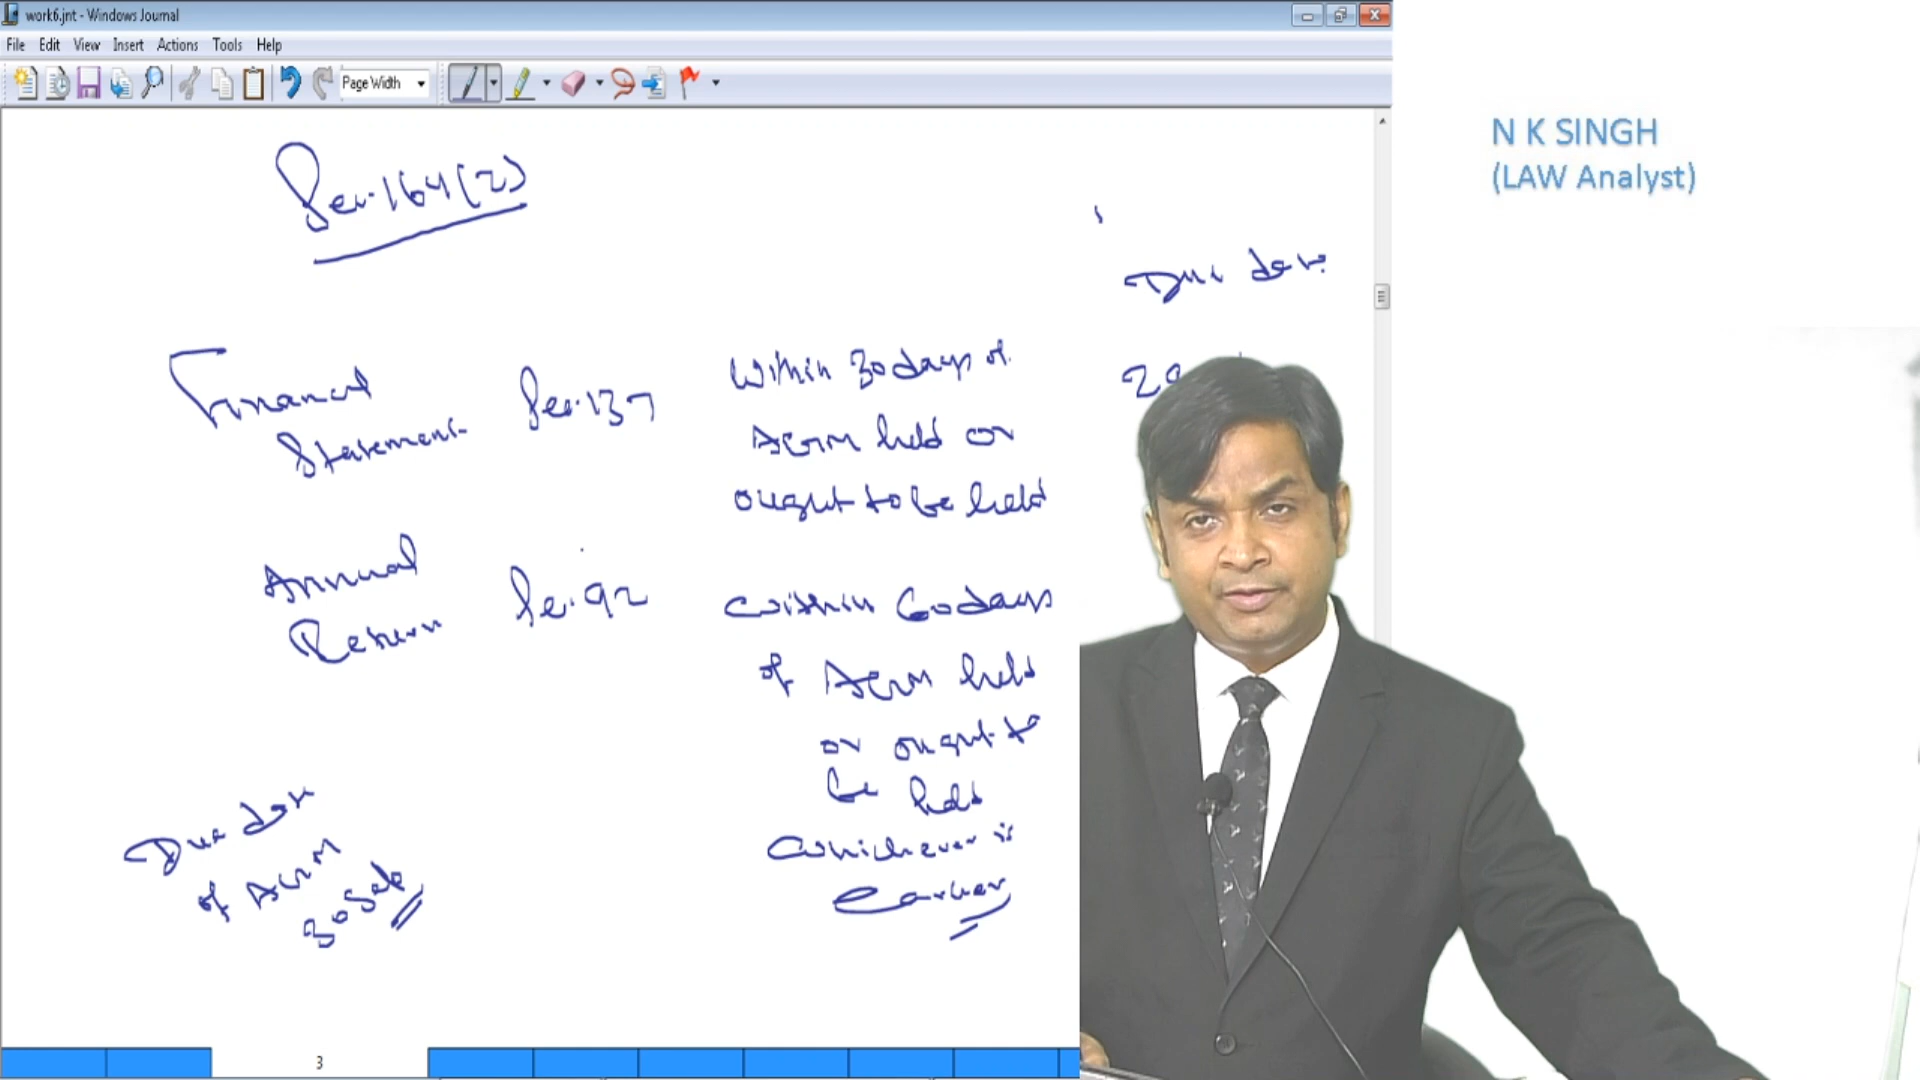 work6.jnt - Windows Journal
File Edit View Insert Actions Tools Help
Page Width
N K SINGH
(LAW Analyst)
Sec. 164(2)
Due date
Financial
Statement
Sec. 137
Within 30 days of
AGM held or
ought to be held
Annual
Return
Sec. 92
Within 60 days
of AGM held
or ought to
be held
Whichever is
earlier
Due date
of AGM
30 Sep
3